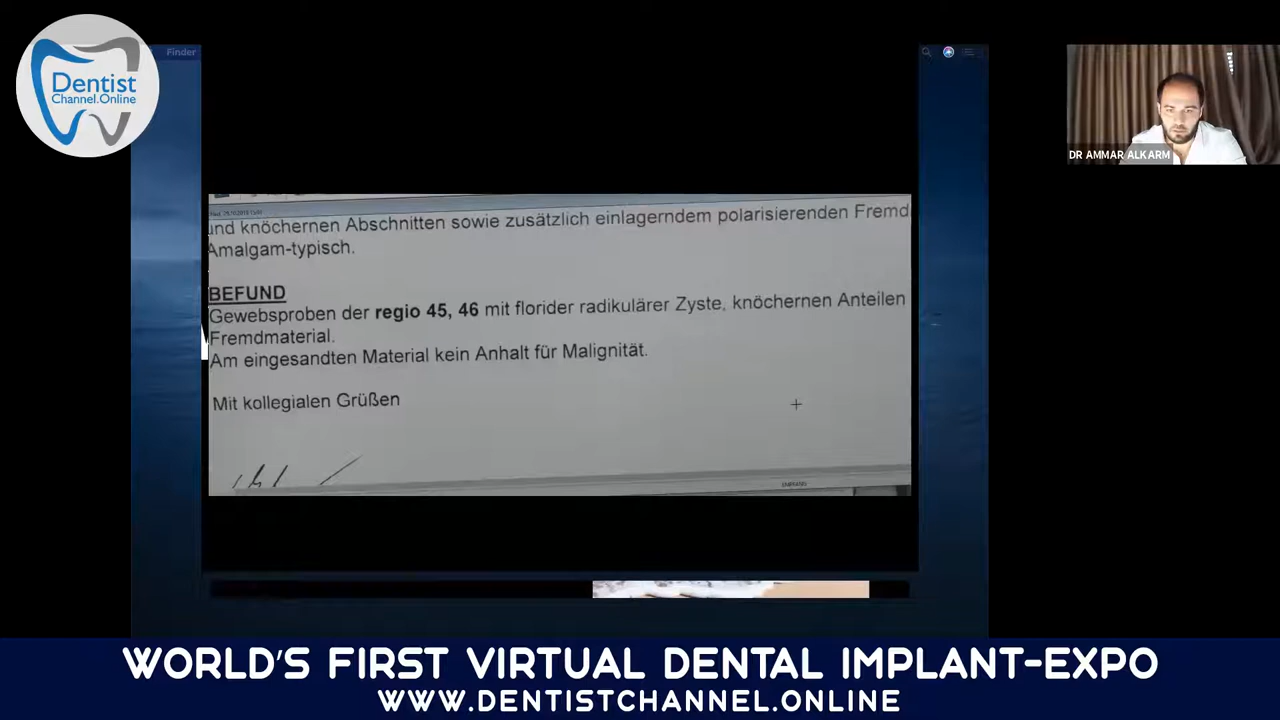 Finder
Dentist
Channel.Online
DR AMMAR ALKARM
und knöchernen Abschnitten sowie zusätzlich einlagerndem polarisierenden Fremd
Amalgam-typisch.
BEFUND
Gewebsproben der regio 45, 46 mit florider radikulärer Zyste, knöchernen Anteilen
Fremdmaterial.
Am eingesandten Material kein Anhalt für Malignität.
Mit kollegialen Grüßen
WORLD'S FIRST VIRTUAL DENTAL IMPLANT-EXPO
WWW.DENTISTCHANNEL.ONLINE